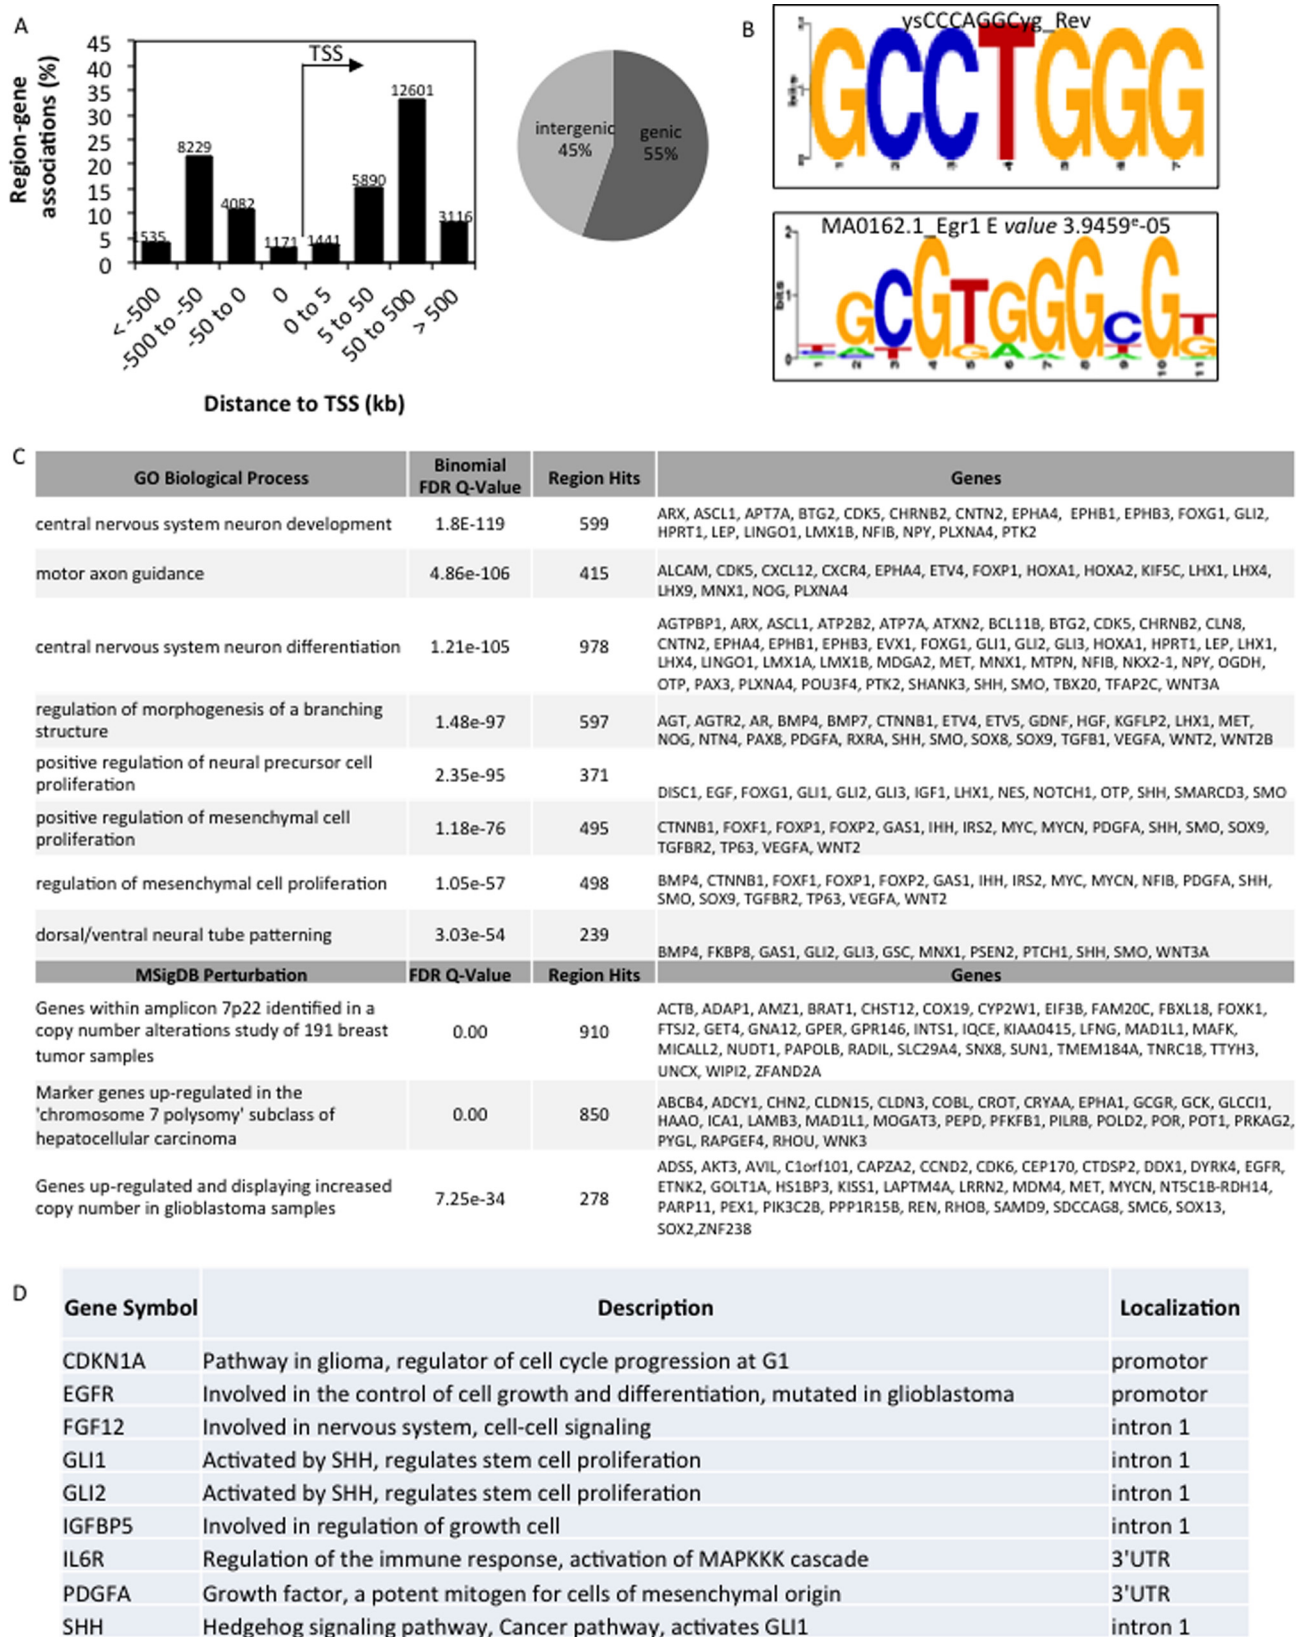 A
Region-gene
associations (%)
45
40
35
30
25
20
15
10
5
0
TSS
1535
8229
4082
1171
1441
5890
12601
3116
< -500
-500 to -50
-50 to 0
0
0 to 5
5 to 50
50 to 500
> 500
Distance to TSS (kb)
intergenic
45%
genic
55%
B
ysCCCAGGCyg_Rev
bits
GCCTGGG
1 2 3 4 5 6 7
MA0162.1_Egr1 E value 3.9459e-05
bits
2
1
0
1 2 3 4 5 6 7 8 9 10 11
C
GO Biological Process Binomial FDR Q-Value Region Hits Genes
central nervous system neuron development 1.8E-119 599 ARX, ASCL1, APT7A, BTG2, CDK5, CHRNB2, CNTN2, EPHA4, EPHB1, EPHB3, FOXG1, GLI2,
HPRT1, LEP, LINGO1, LMX1B, NFIB, NPY, PLXNA4, PTK2
motor axon guidance 4.86e-106 415 ALCAM, CDK5, CXCL12, CXCR4, EPHA4, ETV4, FOXP1, HOXA1, HOXA2, KIF5C, LHX1, LHX4,
LHX9, MNX1, NOG, PLXNA4
central nervous system neuron differentiation 1.21e-105 978 AGTPBP1, ARX, ASCL1, ATP2B2, ATP7A, ATXN2, BCL11B, BTG2, CDK5, CHRNB2, CLN8,
CNTN2, EPHA4, EPHB1, EPHB3, EVX1, FOXG1, GLI1, GLI2, GLI3, HOXA1, HPRT1, LEP, LHX1,
LHX4, LINGO1, LMX1A, LMX1B, MDGA2, MET, MNX1, MTPN, NFIB, NKX2-1, NPY, OGDH,
OTP, PAX3, PLXNA4, POU3F4, PTK2, SHANK3, SHH, SMO, TBX20, TFAP2C, WNT3A
regulation of morphogenesis of a branching
structure 1.48e-97 597 AGT, AGTR2, AR, BMP4, BMP7, CTNNB1, ETV4, ETV5, GDNF, HGF, KGFLP2, LHX1, MET,
NOG, NTN4, PAX8, PDGFA, RXRA, SHH, SMO, SOX8, SOX9, TGFB1, VEGFA, WNT2, WNT2B
positive regulation of neural precursor cell
proliferation 2.35e-95 371 DISC1, EGF, FOXG1, GLI1, GLI2, GLI3, IGF1, LHX1, NES, NOTCH1, OTP, SHH, SMARCD3, SMO
positive regulation of mesenchymal cell
proliferation 1.18e-76 495 CTNNB1, FOXF1, FOXP1, FOXP2, GAS1, IHH, IRS2, MYC, MYCN, PDGFA, SHH, SMO, SOX9,
TGFBR2, TP63, VEGFA, WNT2
regulation of mesenchymal cell proliferation 1.05e-57 498 BMP4, CTNNB1, FOXF1, FOXP1, FOXP2, GAS1, IHH, IRS2, MYC, MYCN, NFIB, PDGFA, SHH,
SMO, SOX9, TGFBR2, TP63, VEGFA, WNT2
dorsal/ventral neural tube patterning 3.03e-54 239 BMP4, FKBP8, GAS1, GLI2, GLI3, GSC, MNX1, PSEN2, PTCH1, SHH, SMO, WNT3A
MSigDB Perturbation FDR Q-Value Region Hits Genes
Genes within amplicon 7p22 identified in a
copy number alterations study of 191 breast
tumor samples 0.00 910 ACTB, ADAP1, AMZ1, BRAT1, CHST12, COX19, CYP2W1, EIF3B, FAM20C, FBXL18, FOXK1,
FTSJ2, GET4, GNA12, GPER, GPR146, INTS1, IQCE, KIAA0415, LFNG, MAD1L1, MAFK,
MICALL2, NUDT1, PAPOLB, RADIL, SLC29A4, SNX8, SUN1, TMEM184A, TNRC18, TTYH3,
UNCX, WIPI2, ZFAND2A
Marker genes up-regulated in the
'chromosome 7 polysomy' subclass of
hepatocellular carcinoma 0.00 850 ABCB4, ADCY1, CHN2, CLDN15, CLDN3, COBL, CROT, CRYAA, EPHA1, GCGR, GCK, GLCCI1,
HAAO, ICA1, LAMB3, MAD1L1, MOGAT3, PEPD, PFKFB1, PILRB, POLD2, POR, POT1, PRKAG2,
PYGL, RAPGEF4, RHOU, WNK3
Genes up-regulated and displaying increased
copy number in glioblastoma samples 7.25e-34 278 ADSS, AKT3, AVIL, C1orf101, CAPZA2, CCND2, CDK6, CEP170, CTDSP2, DDX1, DYRK4, EGFR,
ETNK2, GOLT1A, HS1BP3, KISS1, LAPTM4A, LRRN2, MDM4, MET, MYCN, NT5C1B-RDH14,
PARP11, PEX1, PIK3C2B, PPP1R15B, REN, RHOB, SAMD9, SDCCAG8, SMC6, SOX13,
SOX2,ZNF238
D
Gene Symbol Description Localization
CDKN1A Pathway in glioma, regulator of cell cycle progression at G1 promotor
EGFR Involved in the control of cell growth and differentiation, mutated in glioblastoma promotor
FGF12 Involved in nervous system, cell-cell signaling intron 1
GLI1 Activated by SHH, regulates stem cell proliferation intron 1
GLI2 Activated by SHH, regulates stem cell proliferation intron 1
IGFBP5 Involved in regulation of growth cell intron 1
IL6R Regulation of the immune response, activation of MAPKKK cascade 3'UTR
PDGFA Growth factor, a potent mitogen for cells of mesenchymal origin 3'UTR
SHH Hedgehog signaling pathway, Cancer pathway, activates GLI1 intron 1